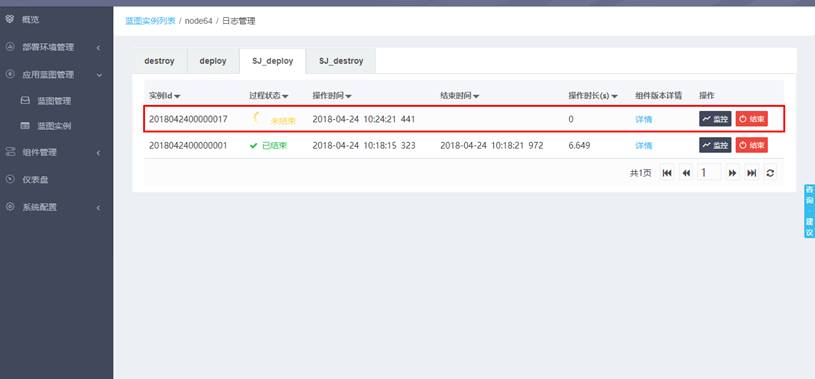 概览
蓝图实例列表 / node64 / 日志管理
部署环境管理
destroy deploy SJ_deploy SJ_destroy
应用蓝图管理
蓝图管理
蓝图实例
组件管理
仪表盘
系统配置
实例Id 过程状态 操作时间 结束时间 操作时长(s) 组件版本详情 操作
2018042400000017 未结束 2018-04-24 10:24:21 441 0 详情 监控 结束
2018042400000001 已结束 2018-04-24 10:18:15 323 2018-04-24 10:18:21 972 6.649 详情 监控 结束
共1页 1
咨询 · 建议